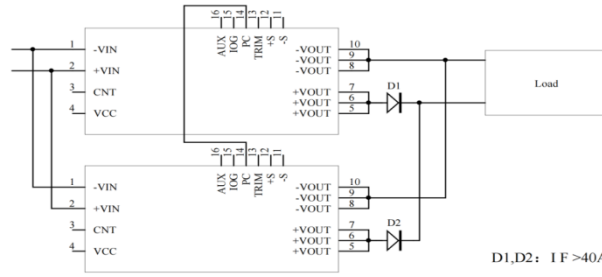 16 15 14 13 12 11
AUX IOG PC TRIM +S -S
1 -VIN -VOUT 10
-VOUT 9
2 +VIN -VOUT 8
3 CNT +VOUT 7
+VOUT 6
4 VCC +VOUT 5
D1
Load
16 15 14 13 12 11
AUX IOG PC TRIM +S -S
1 -VIN -VOUT 10
-VOUT 9
2 +VIN -VOUT 8
3 CNT +VOUT 7
+VOUT 6
4 VCC +VOUT 5
D2
D1,D2: I F >40A